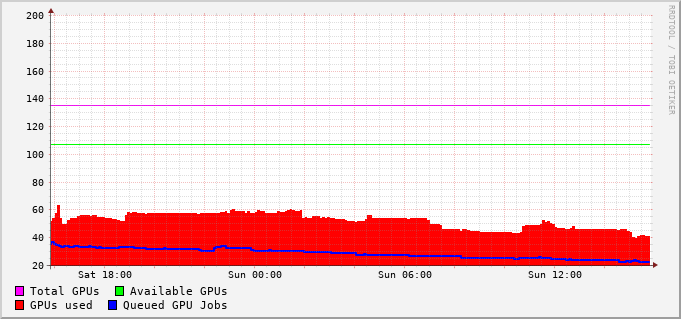 200
180
160
140
120
100
80
60
40
20
Sat 18:00 Sun 00:00 Sun 06:00 Sun 12:00
Total GPUs Available GPUs
GPUs used Queued GPU Jobs
RRDTOOL / TOBI OETIKER